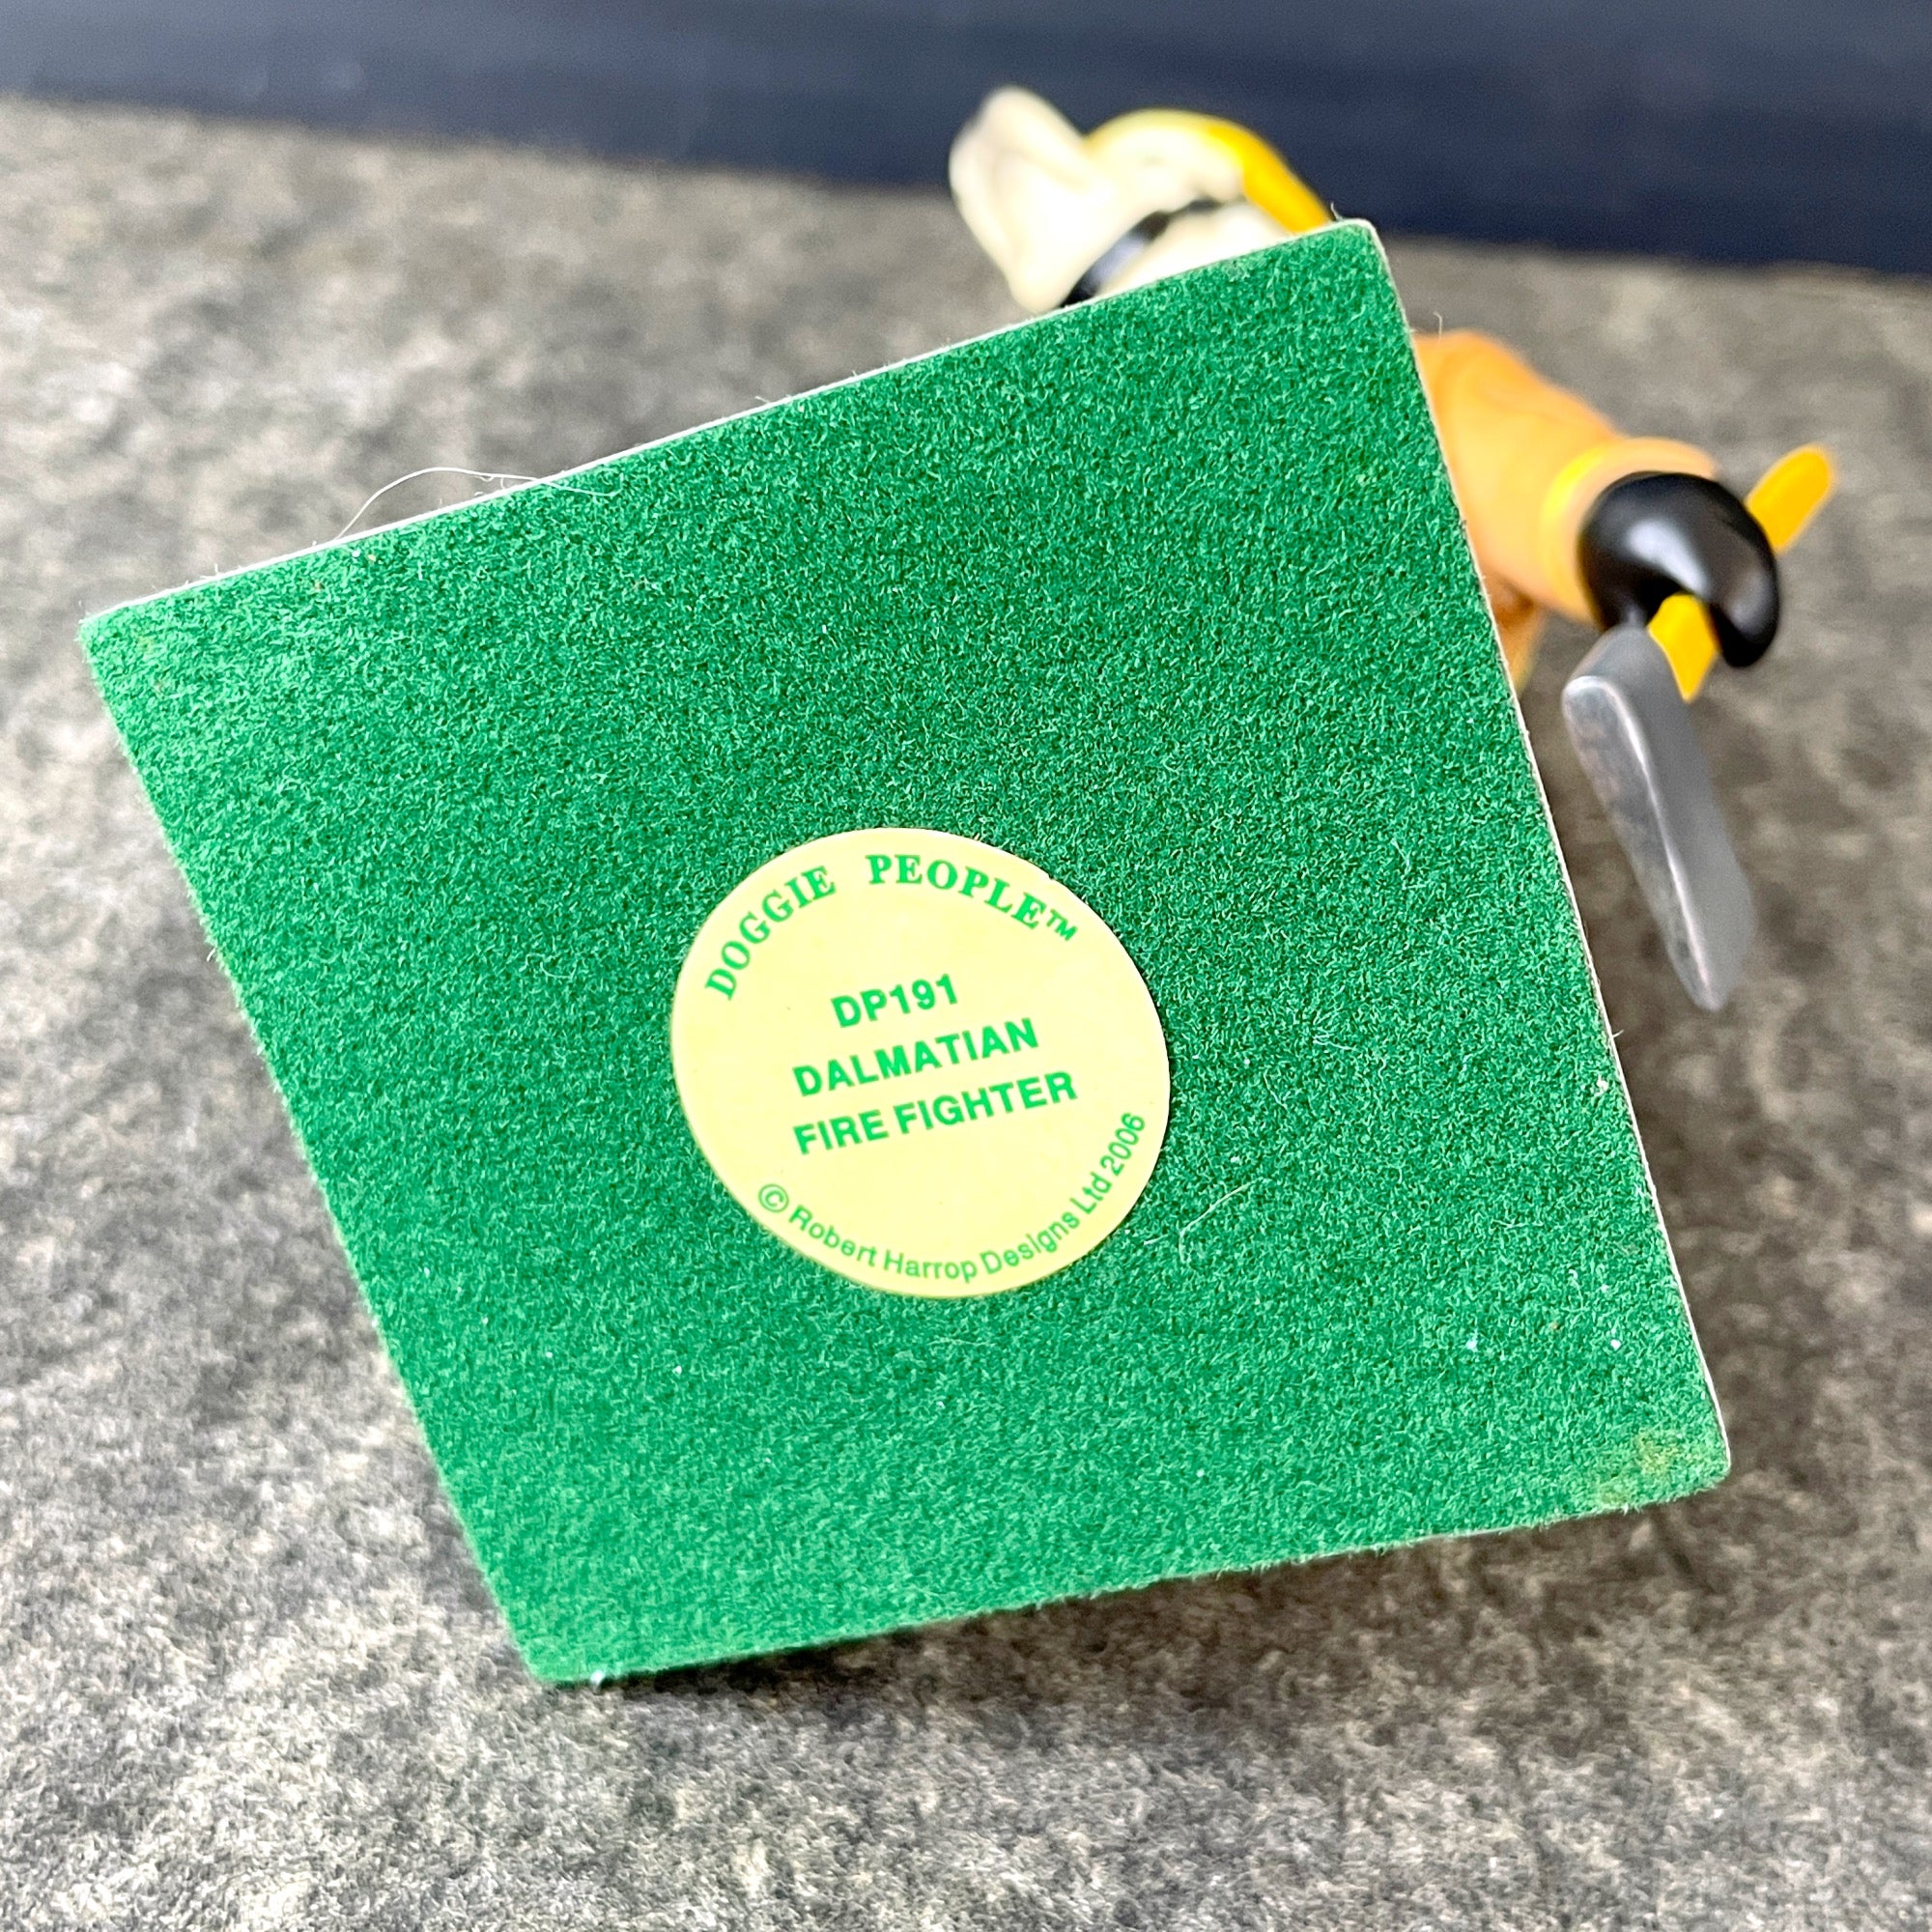 DOGGIE PEOPLE™
DP191
DALMATIAN
FIRE FIGHTER
© Robert Harrop Designs Ltd 2006